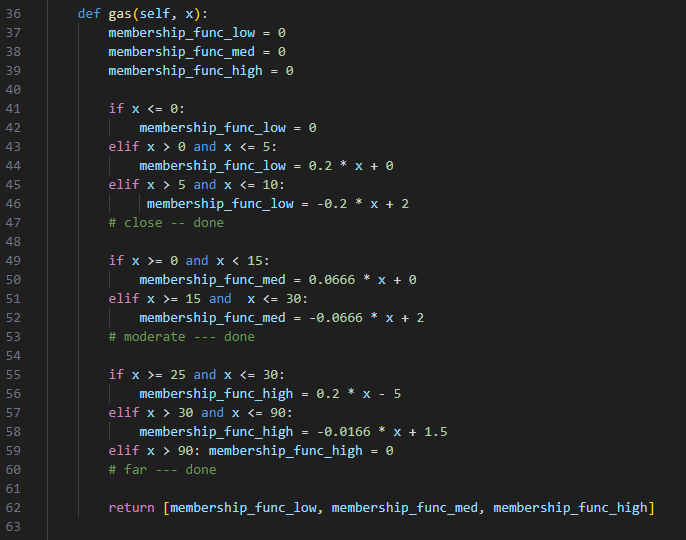 36 def gas(self, x):
37 membership_func_low = 0
38 membership_func_med = 0
39 membership_func_high = 0
40
41 if x <= 0:
42 membership_func_low = 0
43 elif x > 0 and x <= 5:
44 membership_func_low = 0.2 * x + 0
45 elif x > 5 and x <= 10:
46 membership_func_low = -0.2 * x + 2
47 # close -- done
48
49 if x >= 0 and x < 15:
50 membership_func_med = 0.0666 * x + 0
51 elif x >= 15 and  x <= 30:
52 membership_func_med = -0.0666 * x + 2
53 # moderate --- done
54
55 if x >= 25 and x <= 30:
56 membership_func_high = 0.2 * x - 5
57 elif x > 30 and x <= 90:
58 membership_func_high = -0.0166 * x + 1.5
59 elif x > 90: membership_func_high = 0
60 # far --- done
61
62 return [membership_func_low, membership_func_med, membership_func_high]
63